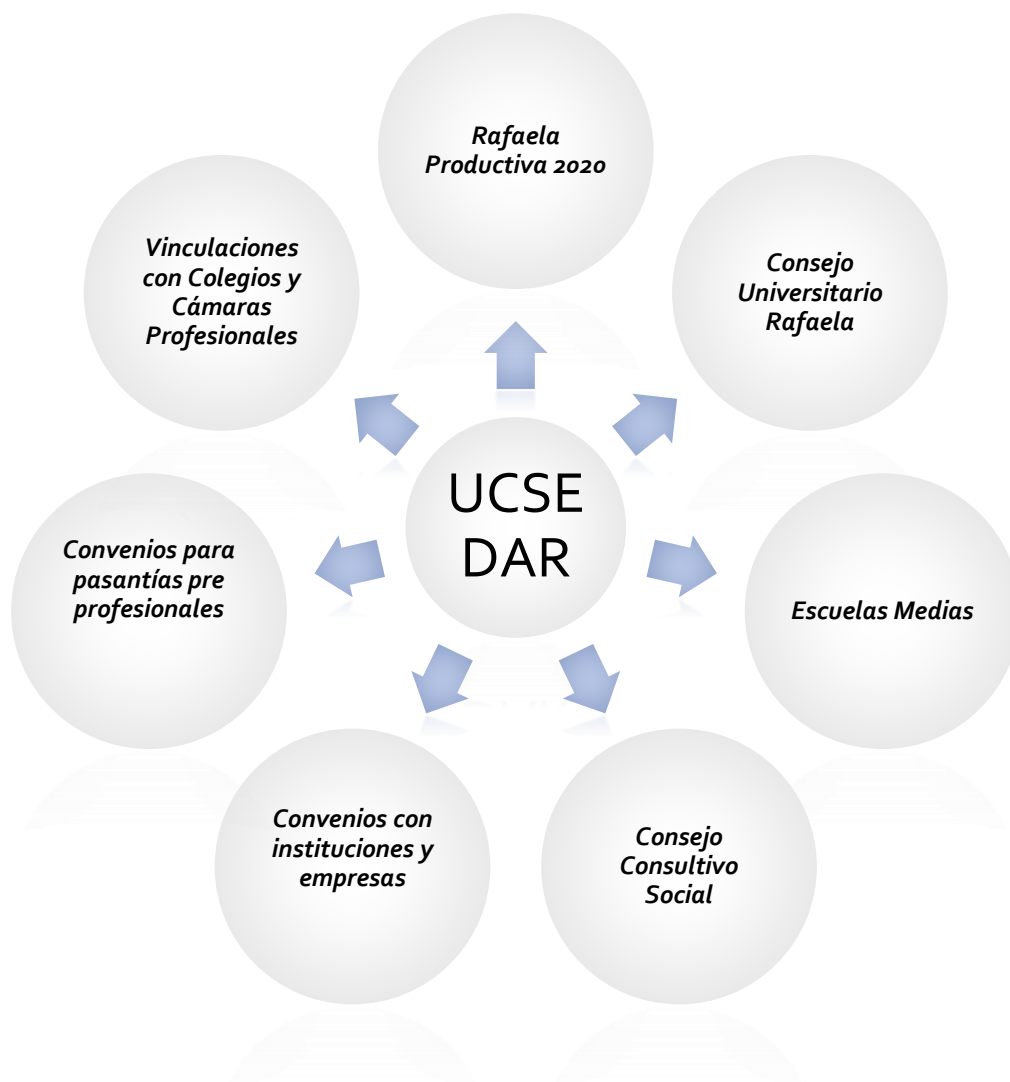 Rafaela
Productiva 2020
Consejo
Universitario
Rafaela
Escuelas Medias
Consejo
Consultivo
Social
Convenios con
instituciones y
empresas
Convenios para
pasantías pre
profesionales
Vinculaciones
con Colegios y
Cámaras
Profesionales
UCSE
DAR